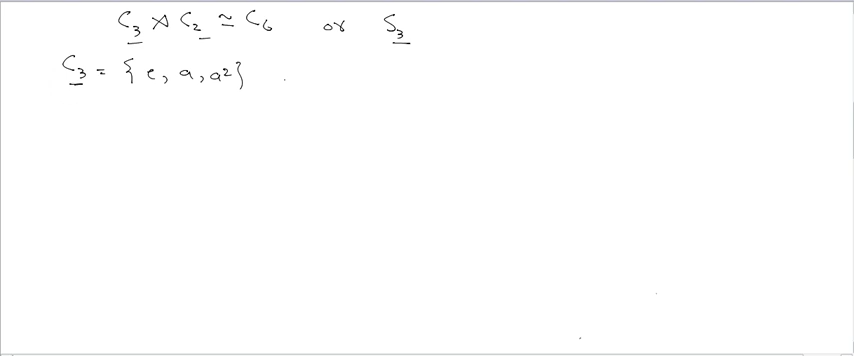 C₃ ⋊ C₂ ≃ C₆ or S₃
C₃ = {e, a, a²}